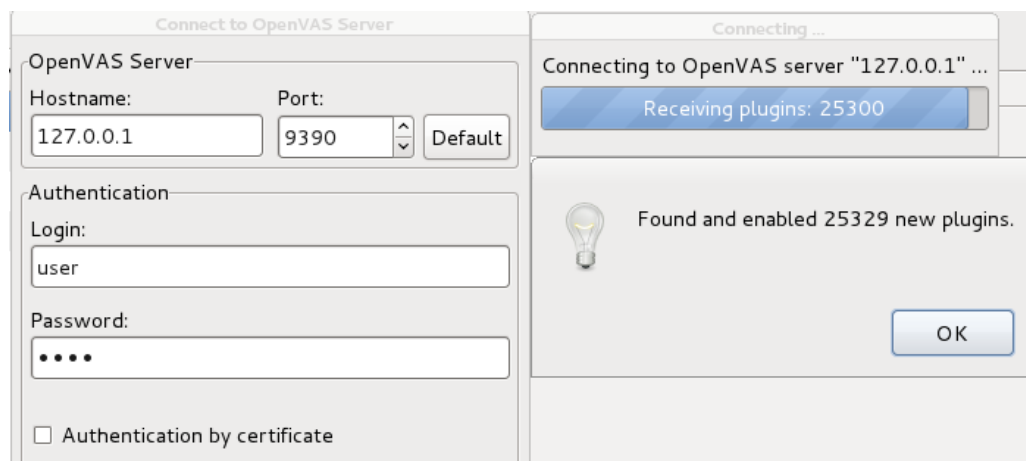 Connect to OpenVAS Server
OpenVAS Server
Hostname:
Port:
127.0.0.1
9390
Default
Authentication
Login:
user
Password:
••••
Authentication by certificate
Connecting ...
Connecting to OpenVAS server "127.0.0.1" ...
Receiving plugins: 25300
Found and enabled 25329 new plugins.
OK